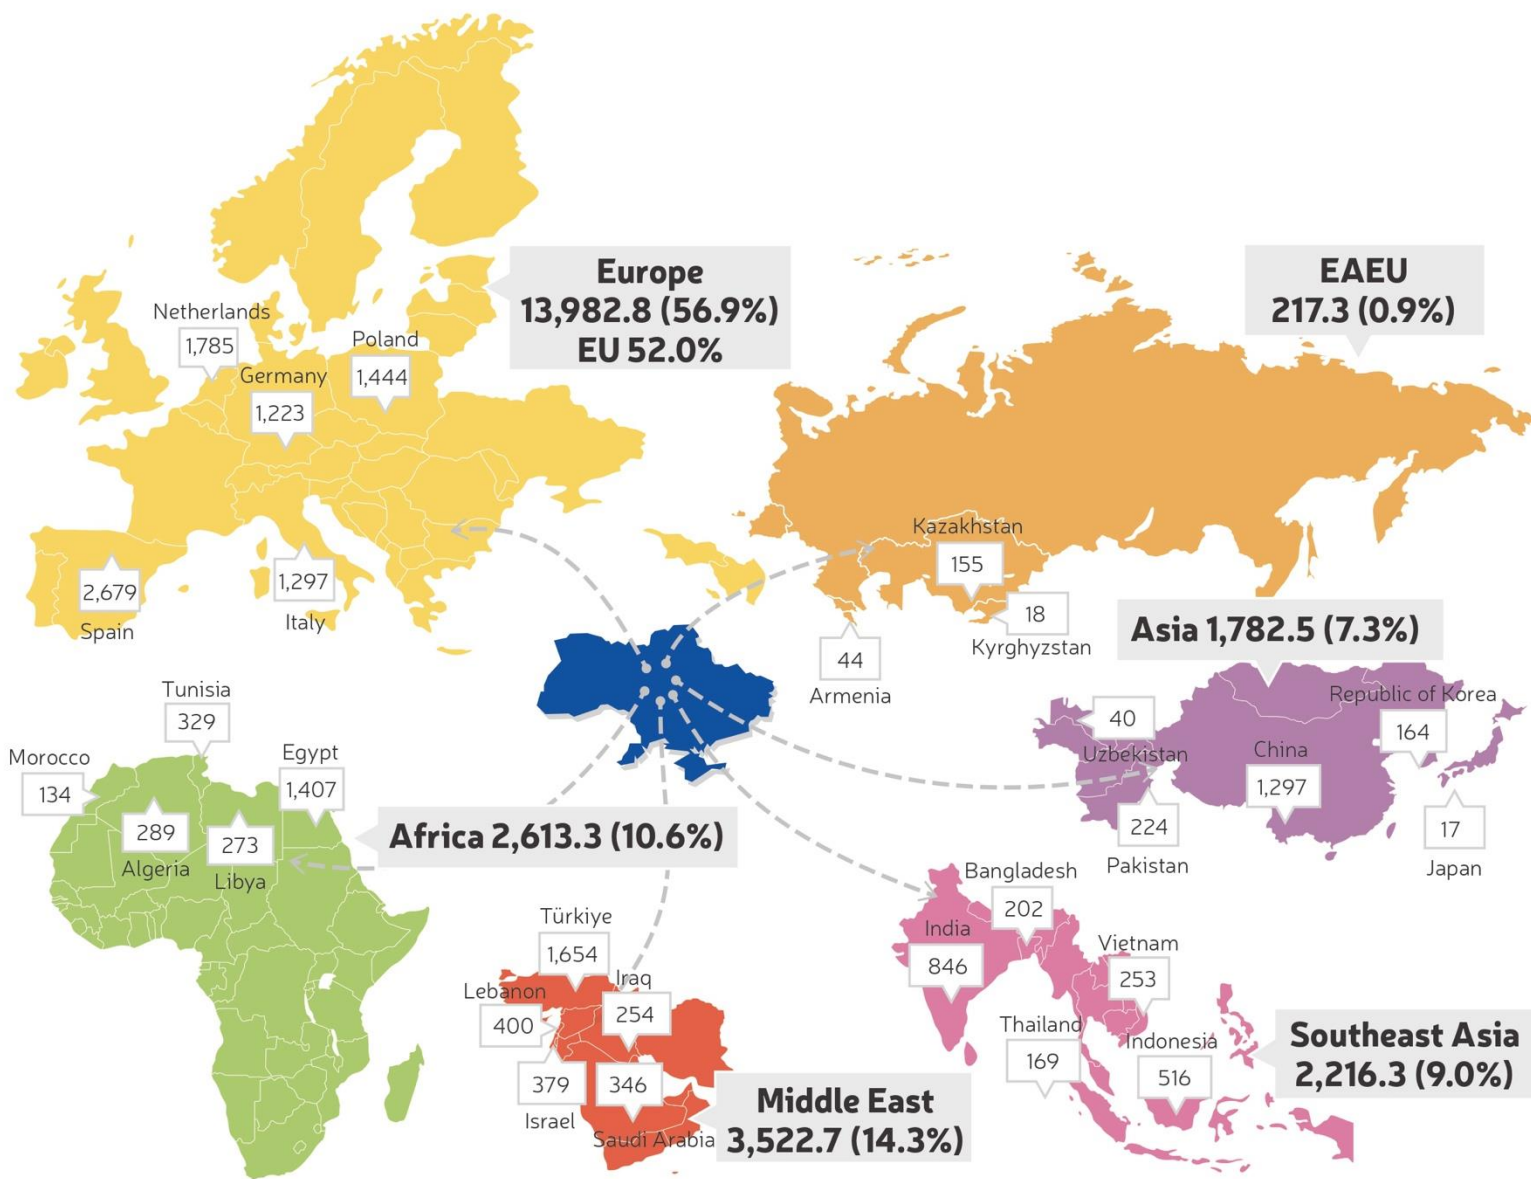 Europe
13,982.8 (56.9%)
EU 52.0%
Netherlands
1,785
Poland
1,444
Germany
1,223
2,679
Spain
1,297
Italy
EAEU
217.3 (0.9%)
Kazakhstan
155
18
Kyrghyzstan
44
Armenia
Asia 1,782.5 (7.3%)
Republic of Korea
164
40
Uzbekistan
China
1,297
224
Pakistan
17
Japan
Tunisia
329
Morocco
134
Egypt
1,407
289
Algeria
273
Libya
Africa 2,613.3 (10.6%)
Türkiye
1,654
Lebanon
400
Iraq
254
379
Israel
346
Saudi Arabia
Middle East
3,522.7 (14.3%)
Bangladesh
202
India
846
Vietnam
253
Thailand
169
Indonesia
516
Southeast Asia
2,216.3 (9.0%)